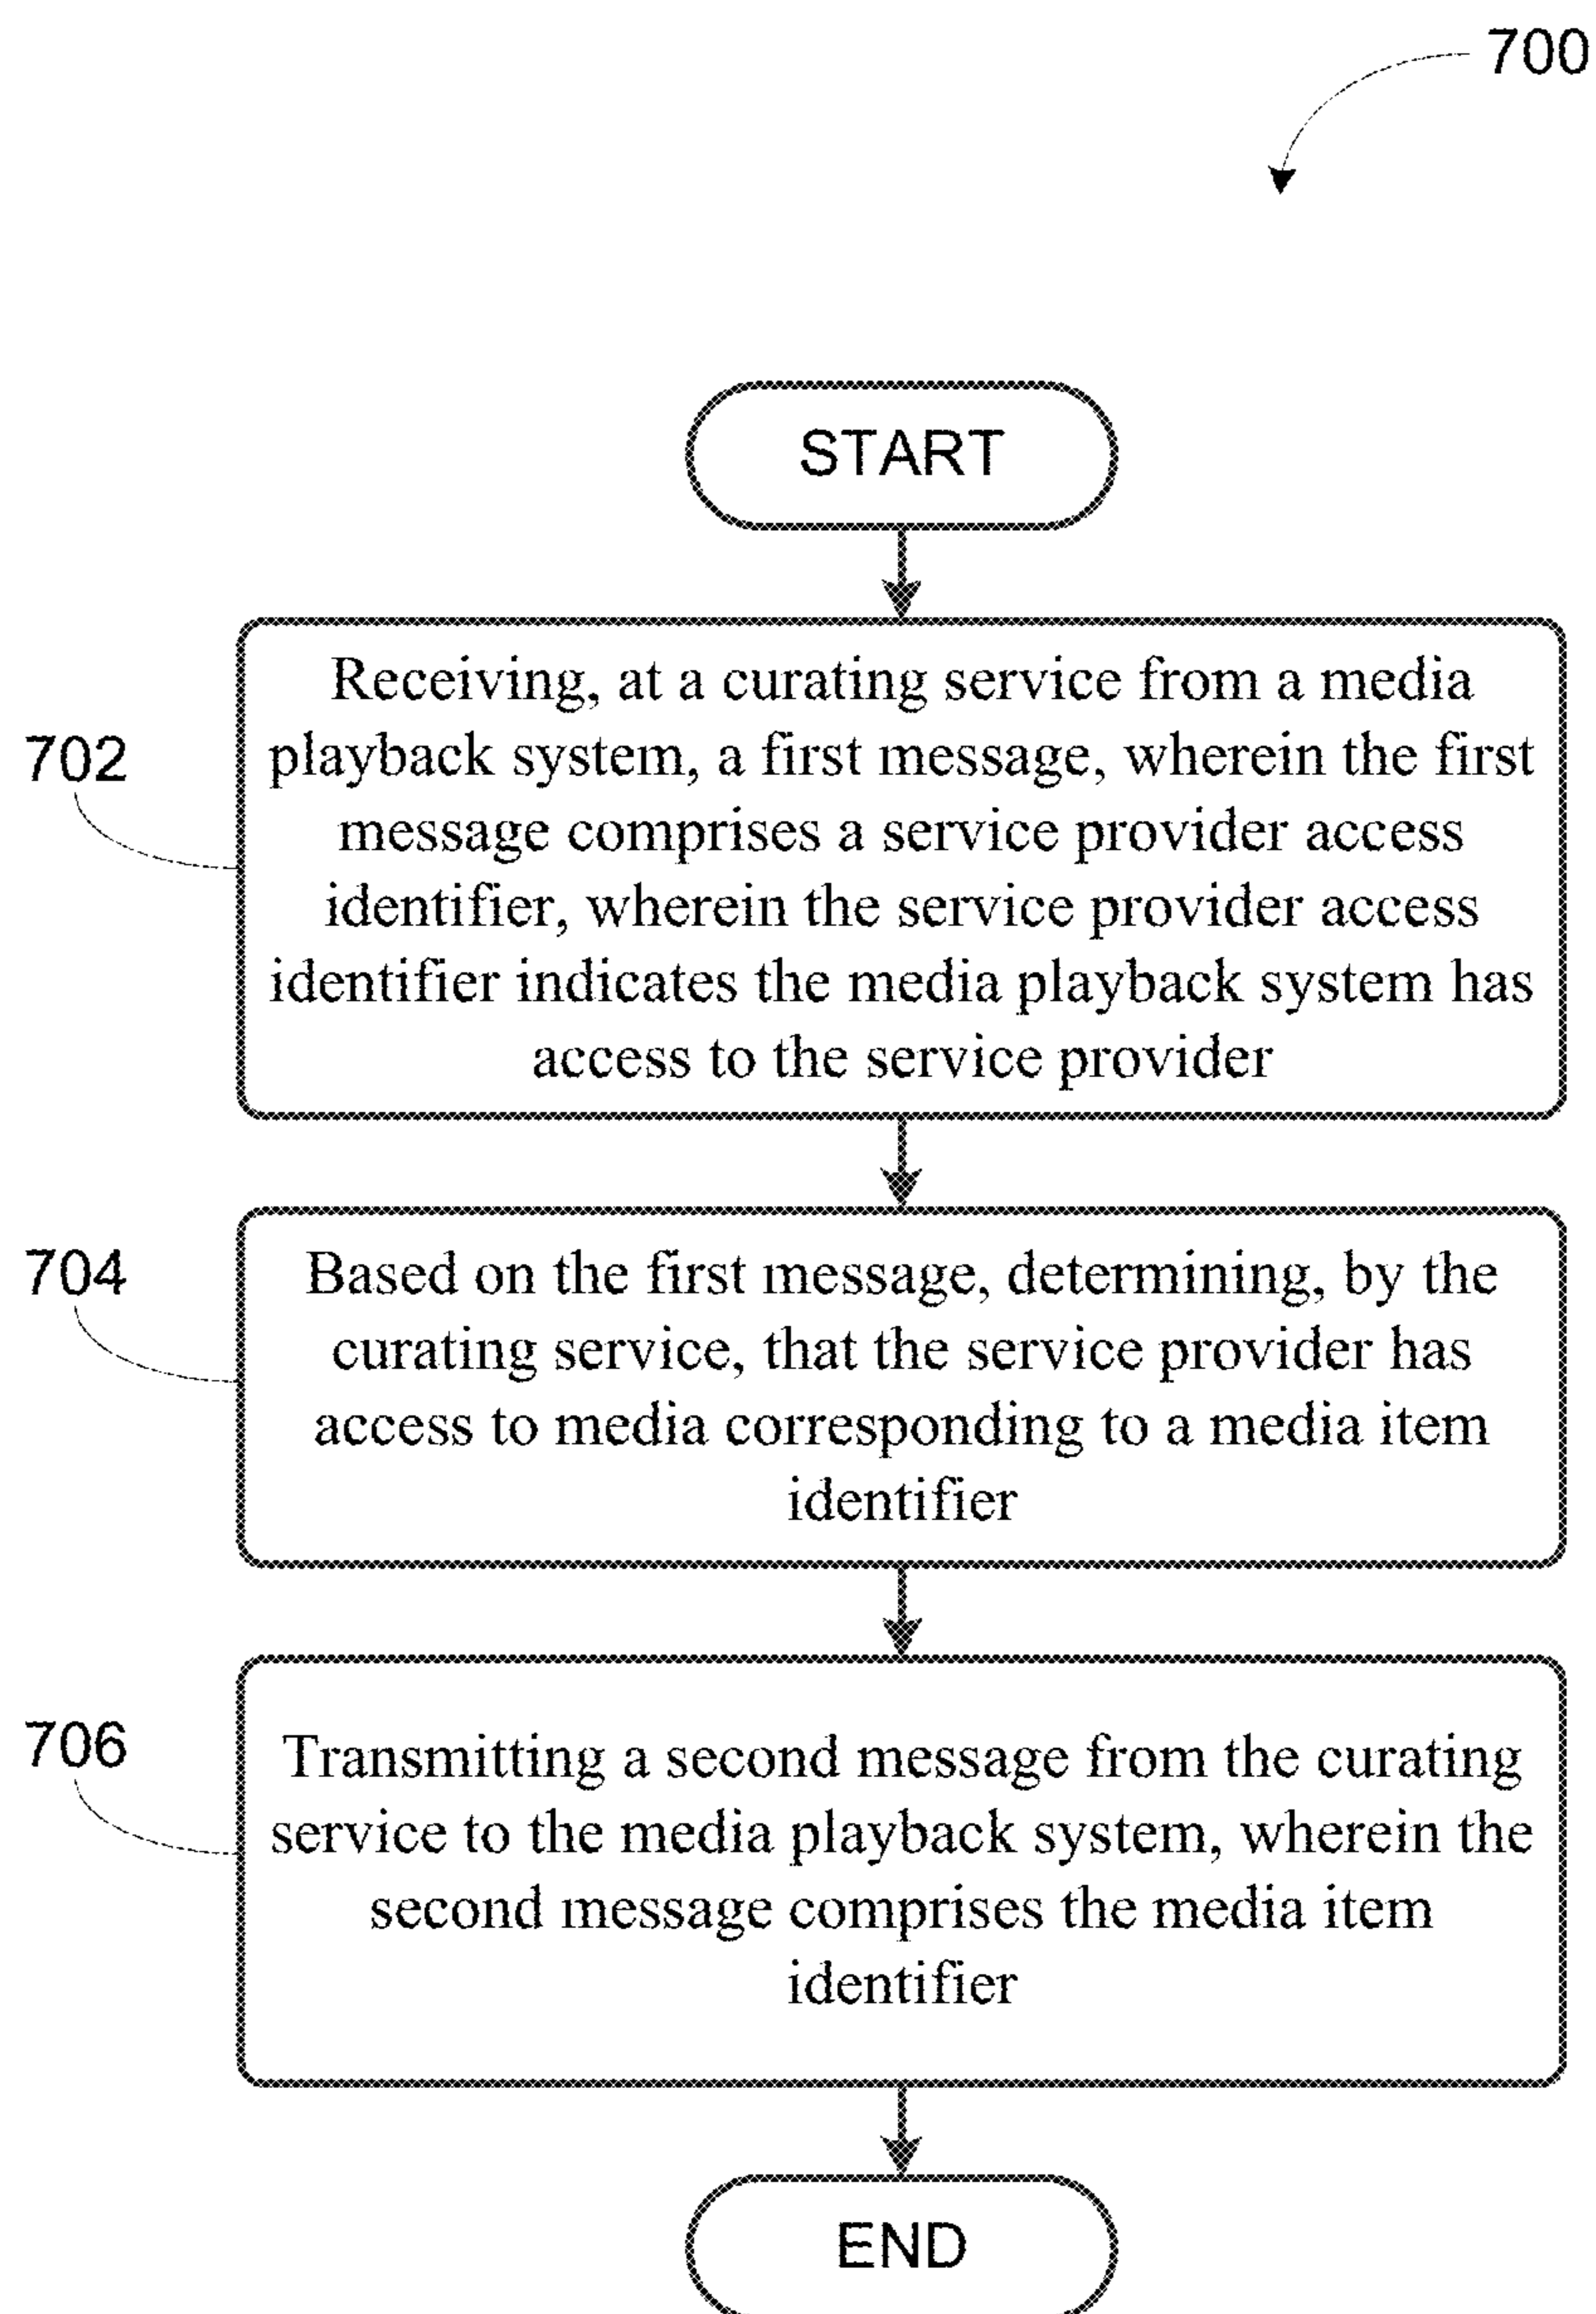 700
START
702
Receiving, at a curating service from a media
playback system, a first message, wherein the first
message comprises a service provider access
identifier, wherein the service provider access
identifier indicates the media playback system has
access to the service provider
704
Based on the first message, determining, by the
curating service, that the service provider has
access to media corresponding to a media item
identifier
706
Transmitting a second message from the curating
service to the media playback system, wherein the
second message comprises the media item
identifier
END